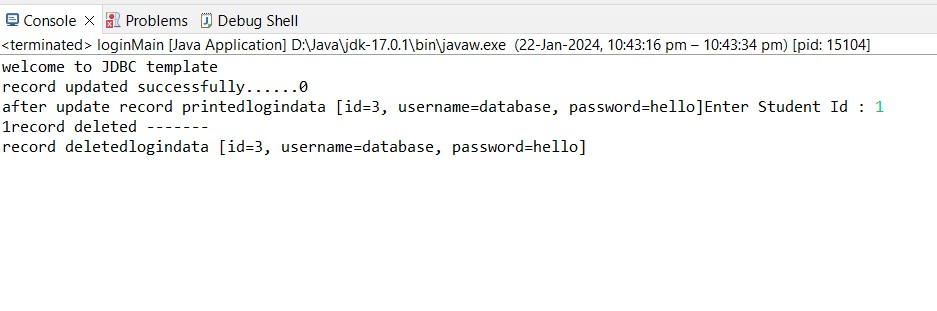 Console × Problems Debug Shell
<terminated> loginMain [Java Application] D:\Java\jdk-17.0.1\bin\javaw.exe (22-Jan-2024, 10:43:16 pm – 10:43:34 pm) [pid: 15104]
welcome to JDBC template
record updated successfully......0
after update record printedlogindata [id=3, username=database, password=hello]Enter Student Id : 1
1record deleted -------
record deletedlogindata [id=3, username=database, password=hello]